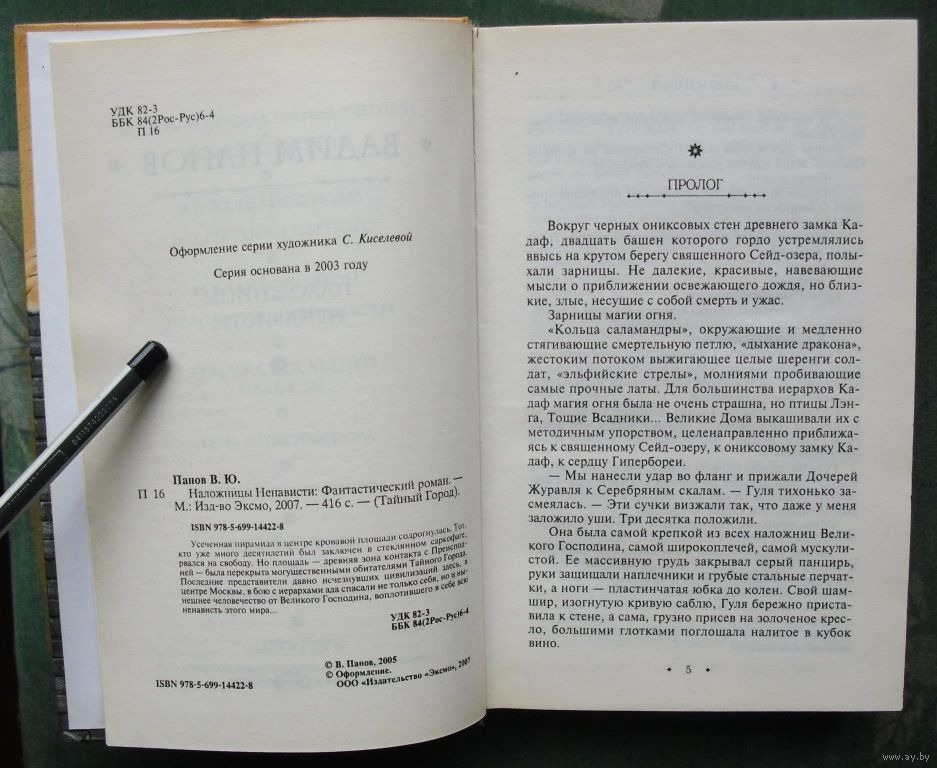 УДК 82-3
ББК 84(2Рос-Рус)6-4
П 16
Оформление серии художника С. Киселевой
Серия основана в 2003 году
Панов В. Ю.
П 16 Наложницы Ненависти: Фантастический роман. —
М.: Изд-во Эксмо, 2007. — 416 с. — (Тайный Город).
ISBN 978-5-699-14422-8
Усеченная пирамида в центре кровавой площади содрогнулась. Тот,
кто уже много десятилетий был заключен в стеклянном саркофаге,
рвался на свободу. Но площадь — древняя зона контакта с Преиспод-
ней — была перекрыта могущественными обитателями Тайного Города.
Последние представители давно исчезнувших цивилизаций здесь, в
центре Москвы, в бою с иерархами ада спасали не только себя, но и ны-
нешнее человечество от Великого Господина, воплотившего в себе всю
ненависть этого мира...
УДК 82-3
ББК 84(2Рос-Рус)6-4
© В. Панов, 2005
© Оформление.
ООО «Издательство «Эксмо», 2007
ISBN 978-5-699-14422-8
ПРОЛОГ
Вокруг черных ониксовых стен древнего замка Ка-
даф, двадцать башен которого гордо устремлялись
ввысь на крутом берегу священного Сейд-озера, полы-
хали зарницы. Не далекие, красивые, навевающие
мысли о приближении освежающего дождя, но близ-
кие, злые, несущие с собой смерть и ужас.
Зарницы магии огня.
«Кольца саламандры», окружающие и медленно
стягивающие смертельную петлю, «дыхание дракона»,
жестоким потоком выжигающее целые шеренги сол-
дат, «эльфийские стрелы», молниями пробивающие
самые прочные латы. Для большинства иерархов Ка-
даф магия огня была не очень страшна, но птицы Лэн-
га, Тощие Всадники... Великие Дома выкашивали их с
методичным упорством, целенаправленно приближа-
ясь к священному Сейд-озеру, к ониксовому замку Ка-
даф, к сердцу Гипербореи.
— Мы нанесли удар во фланг и прижали Дочерей
Журавля к Серебряным скалам. — Гуля тихонько за-
смеялась. — Эти сучки визжали так, что даже у меня
заложило уши. Три десятка положили.
Она была самой крепкой из всех наложниц Вели-
кого Господина, самой широкоплечей, самой мускули-
стой. Ее массивную грудь закрывал серый панцирь,
руки защищали наплечники и грубые стальные перчат-
ки, а ноги — пластинчатая юбка до колен. Свой шам-
шир, изогнутую кривую саблю, Гуля бережно приста-
вила к стене, а сама, грузно присев на золоченое крес-
ло, большими глотками поглощала налитое в кубок
вино.
5
www.ay.by